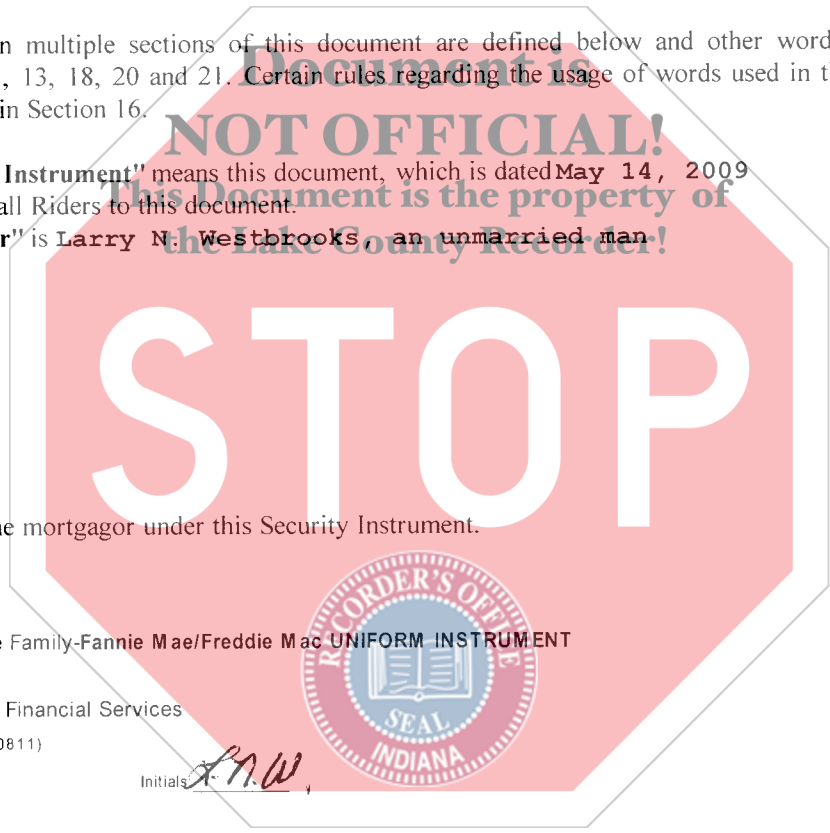 n multiple sections of this document are defined below and other word
, 13, 18, 20 and 21. Certain rules regarding the usage of words used in t
in Section 16.
Document is
NOT OFFICIAL!
This Document is the property of
the Lake County Recorder!
Instrument" means this document, which is dated May 14, 2009
all Riders to this document.
r" is Larry N. Westbrooks, an unmarried man
STOP
e mortgagor under this Security Instrument.
RECORDER'S OFFICE
SEAL
INDIANA
e Family-Fannie Mae/Freddie Mac UNIFORM INSTRUMENT
Financial Services
0811)
Initials L.N.W.